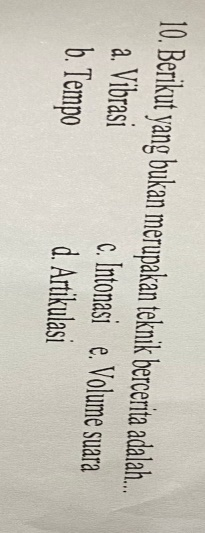 10. Berikut yang bukan merupakan teknik bercerita adalah...
a. Vibrasi c. Intonasi e. Volume suara
b. Tempo d. Artikulasi